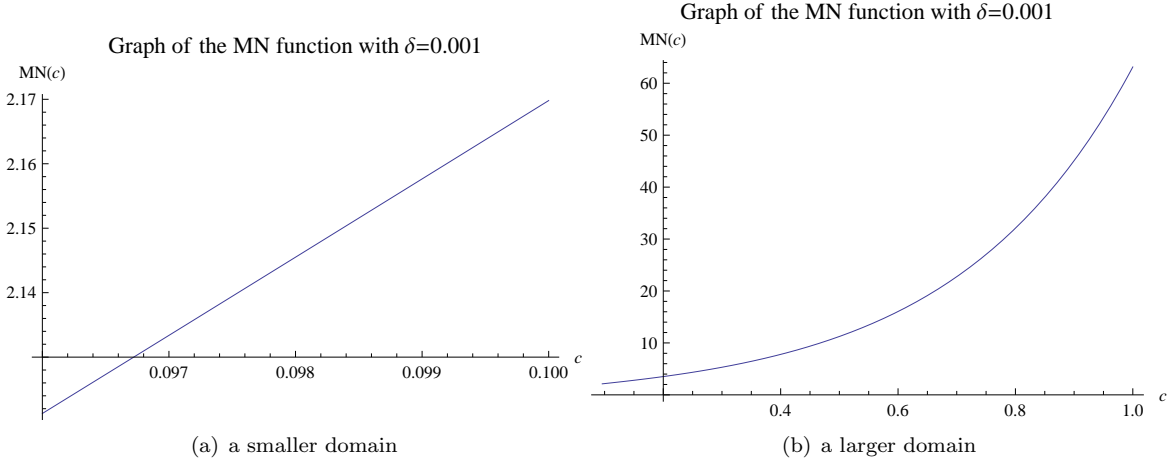 Graph of the MN function with δ=0.001
MN(c)
2.17
2.16
2.15
2.14
0.097 0.098 0.099 0.100 c
(a) a smaller domain
Graph of the MN function with δ=0.001
MN(c)
60
50
40
30
20
10
0.4 0.6 0.8 1.0 c
(b) a larger domain